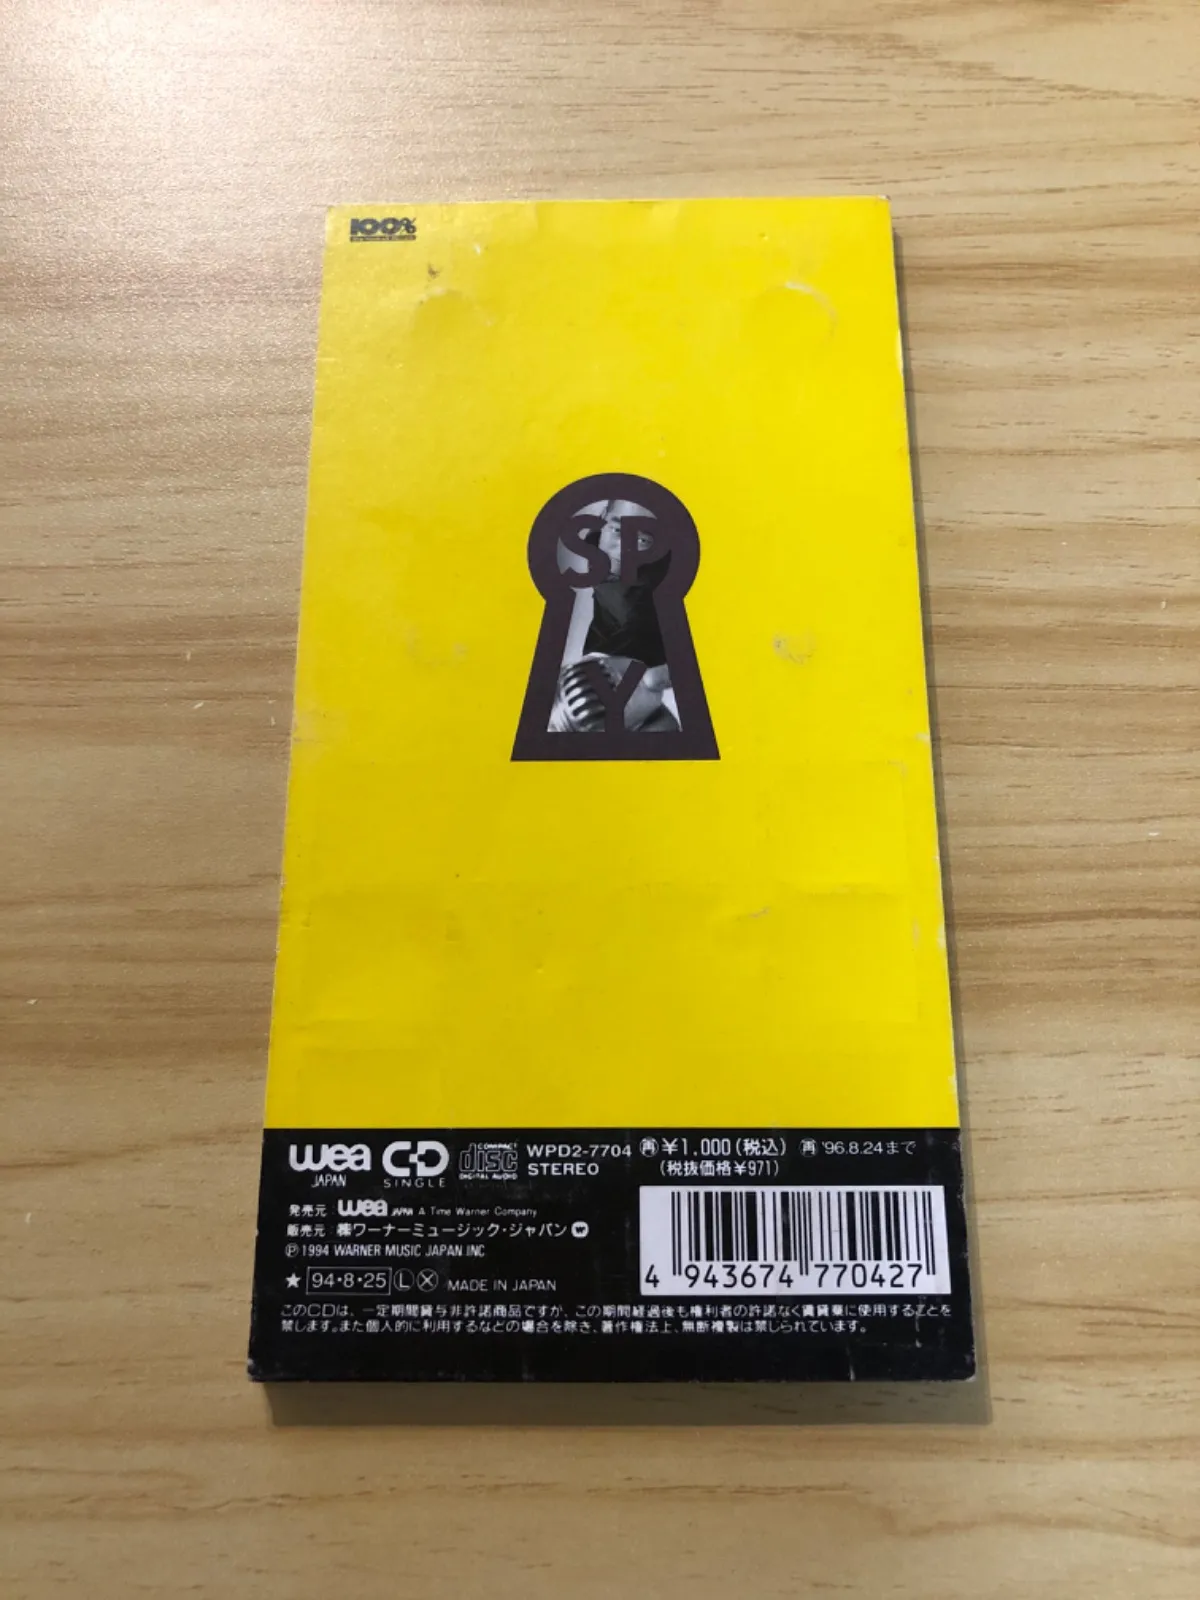 100%
SP
Y
wea
JAPAN
CD
SINGLE
COMPACT
disc
DIGITAL AUDIO
WPD2-7704
STEREO
再￥1,000(税込) 再'96.8.24まで
(税抜価格￥971)
発売元:wea JAPAN A Time Warner Company
販売元:㈱ワーナーミュージック・ジャパン
Ⓟ1994 WARNER MUSIC JAPAN INC
★ 94・8・25 Ⓛ Ⓧ MADE IN JAPAN
4 943674 770427
このCDは、一定期間貸与非許諾商品ですが、この期間経過後も権利者の許諾なく賃貸業に使用することを
禁します。また個人的に利用するなどの場合を除き、著作権法上、無断複製は禁じられています。